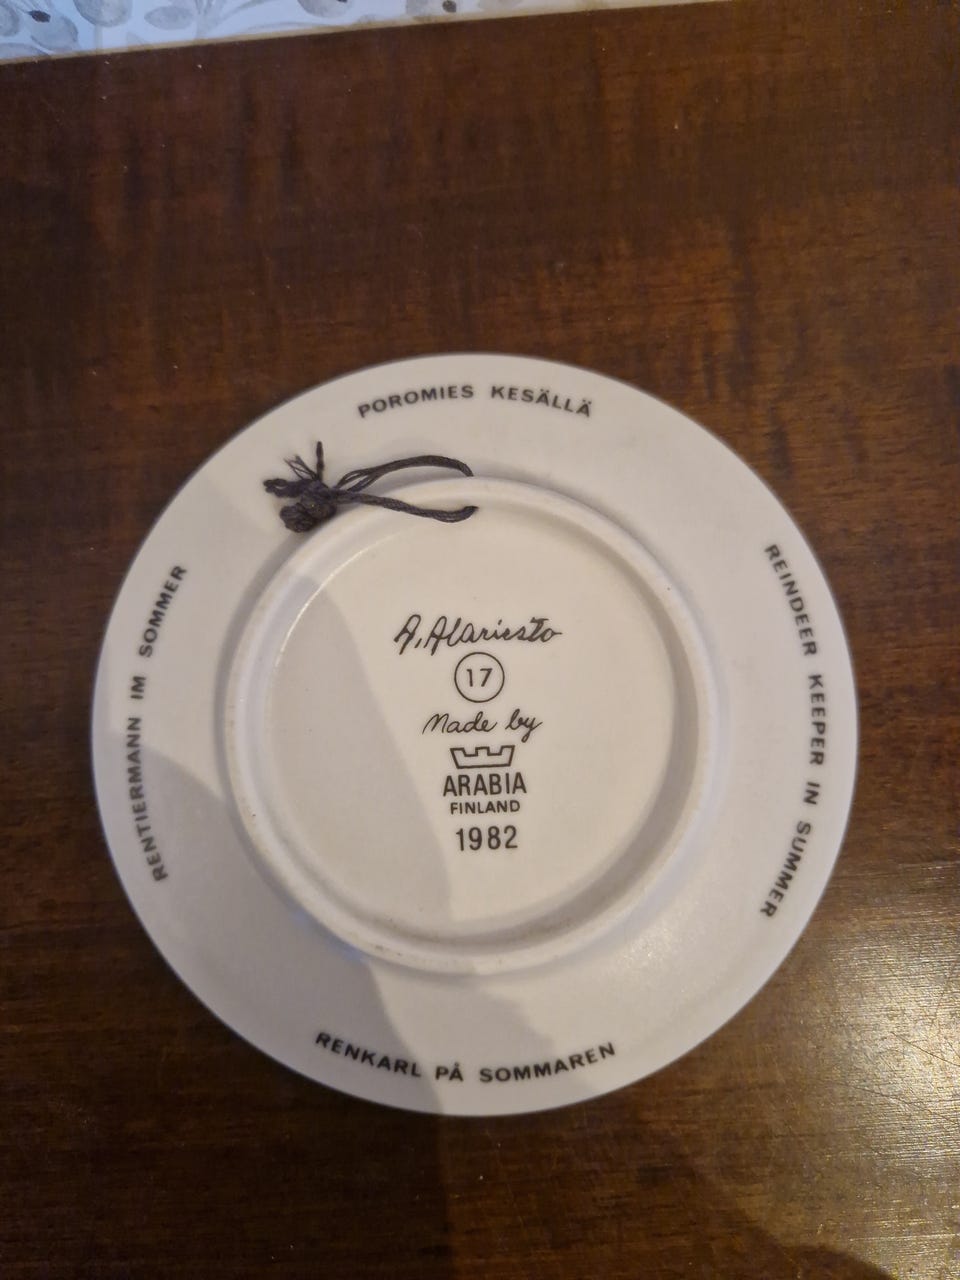 POROMIES KESÄLLÄ
REINDEER KEEPER IN SUMMER
RENKARL PÅ SOMMAREN
RENTIERMANN IM SOMMER
A. Alariesto
17
Made by
ARABIA
FINLAND
1982